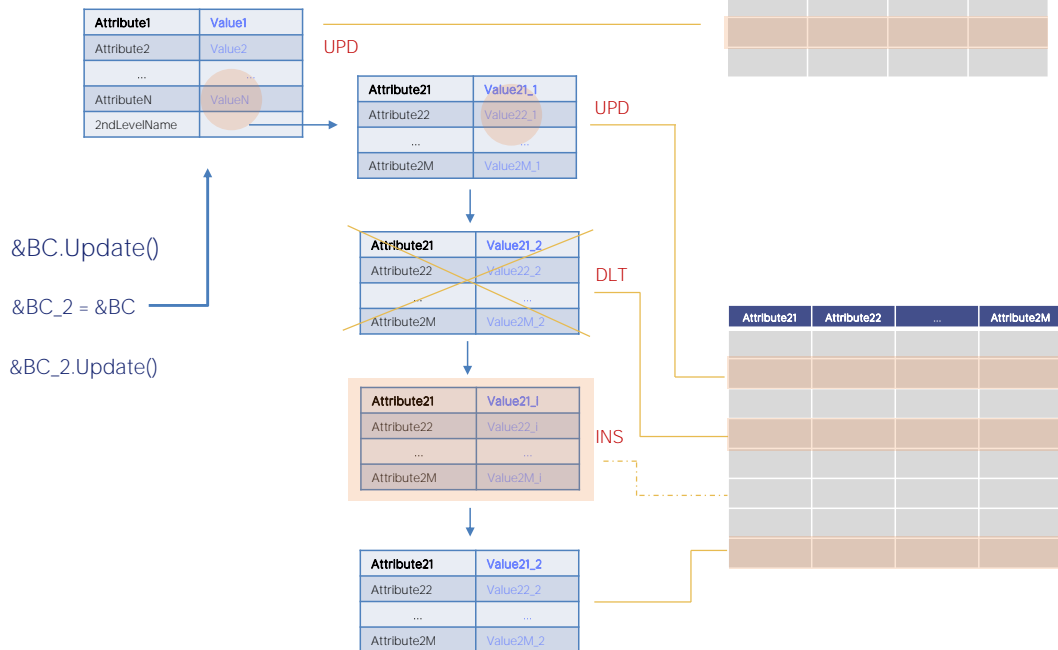 Attribute1 Value1
Attribute2 Value2
... ...
AttributeN ValueN
2ndLevelName
UPD
Attribute21 Value21_1
Attribute22 Value22_1
... ...
Attribute2M Value2M_1
UPD
&BC.Update()
&BC_2 = &BC
&BC_2.Update()
Attribute21 Value21_2
Attribute22 Value22_2
... ...
Attribute2M Value2M_2
DLT
Attribute21 Value21_I
Attribute22 Value22_i
... ...
Attribute2M Value2M_i
INS
Attribute21 Value21_2
Attribute22 Value22_2
... ...
Attribute2M Value2M_2
Attribute21 Attribute22 ... Attribute2M